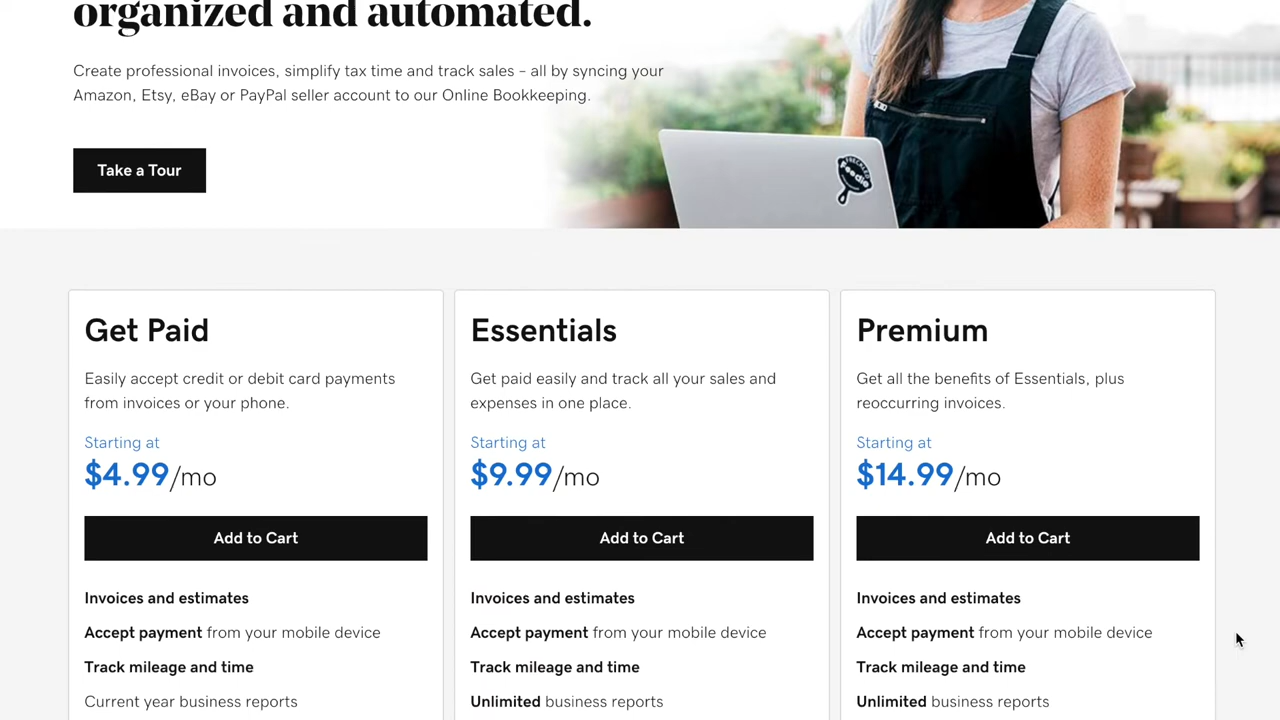 organized and automated.
Create professional invoices, simplify tax time and track sales – all by syncing your
Amazon, Etsy, eBay or PayPal seller account to our Online Bookkeeping.
Take a Tour
FRECKLED
Foodie
Get Paid
Easily accept credit or debit card payments
from invoices or your phone.
Starting at
$4.99/mo
Add to Cart
Invoices and estimates
Accept payment from your mobile device
Track mileage and time
Current year business reports
Essentials
Get paid easily and track all your sales and
expenses in one place.
Starting at
$9.99/mo
Add to Cart
Invoices and estimates
Accept payment from your mobile device
Track mileage and time
Unlimited business reports
Premium
Get all the benefits of Essentials, plus
reoccurring invoices.
Starting at
$14.99/mo
Add to Cart
Invoices and estimates
Accept payment from your mobile device
Track mileage and time
Unlimited business reports